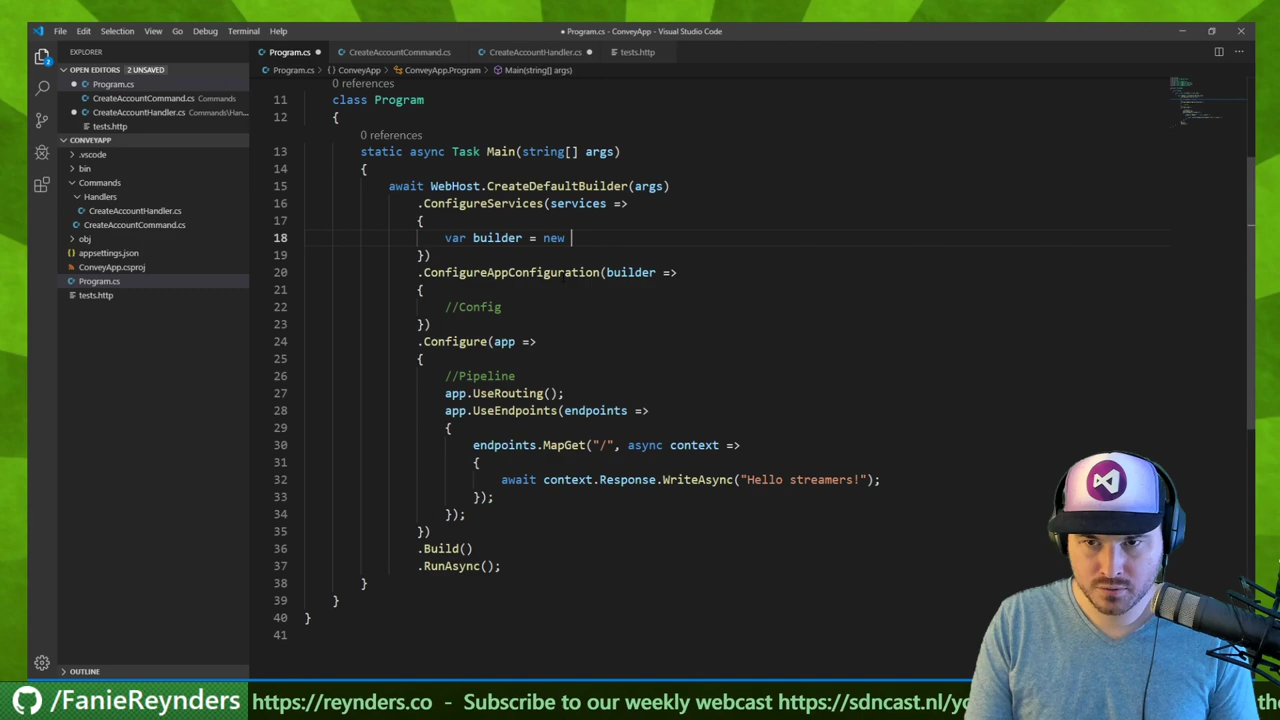 File Edit Selection View Go Debug Terminal Help
● Program.cs - ConveyApp - Visual Studio Code
EXPLORER
Program.cs ●
CreateAccountCommand.cs
CreateAccountHandler.cs ●
tests.http
OPEN EDITORS 2 UNSAVED
Program.cs > { } ConveyApp > ConveyApp.Program > Main(string[] args)
● Program.cs
CreateAccountCommand.cs Commands
● CreateAccountHandler.cs Commands\Han...
tests.http
CONVEYAPP
.vscode
bin
Commands
Handlers
CreateAccountHandler.cs
CreateAccountCommand.cs
obj
appsettings.json
ConveyApp.csproj
Program.cs
tests.http
OUTLINE
2
0 references
11 class Program
12 {
0 references
13 static async Task Main(string[] args)
14 {
15 await WebHost.CreateDefaultBuilder(args)
16 .ConfigureServices(services =>
17 {
18 var builder = new
19 })
20 .ConfigureAppConfiguration(builder =>
21 {
22 //Config
23 })
24 .Configure(app =>
25 {
26 //Pipeline
27 app.UseRouting();
28 app.UseEndpoints(endpoints =>
29 {
30 endpoints.MapGet("/", async context =>
31 {
32 await context.Response.WriteAsync("Hello streamers!");
33 });
34 });
35 })
36 .Build()
37 .RunAsync();
38 }
39 }
40 }
41
/FanieReynders https://reynders.co - Subscribe to our weekly webcast https://sdncast.nl/yo